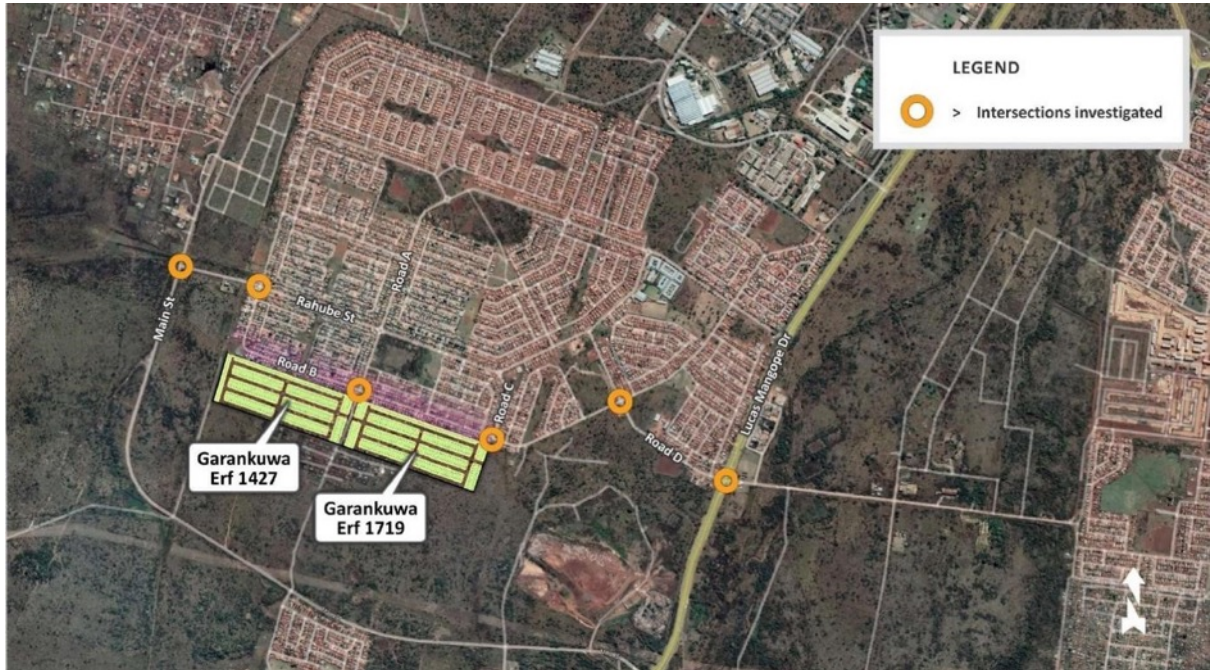 LEGEND
> Intersections investigated
Road A
Rahube St
Main St
Road B
Road C
Lucas Mangope Dr
Road D
Garankuwa
Erf 1427
Garankuwa
Erf 1719